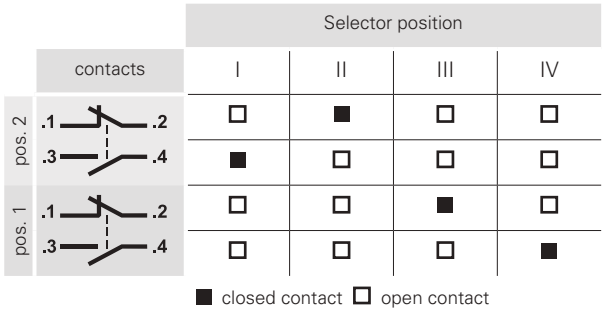 Selector position
contacts I II III IV
pos. 2
.1 .2
.3 .4
pos. 1
.1 .2
.3 .4
closed contact open contact